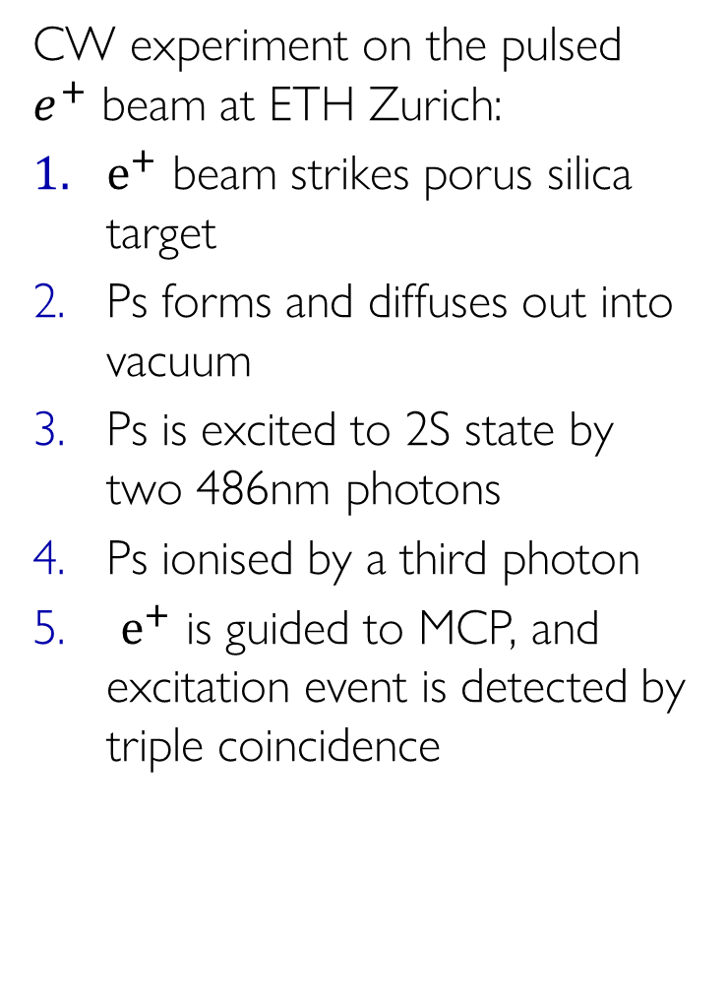 CW experiment on the pulsed
e⁺ beam at ETH Zurich:
1. e⁺ beam strikes porus silica
target
2. Ps forms and diffuses out into
vacuum
3. Ps is excited to 2S state by
two 486nm photons
4. Ps ionised by a third photon
5. e⁺ is guided to MCP, and
excitation event is detected by
triple coincidence